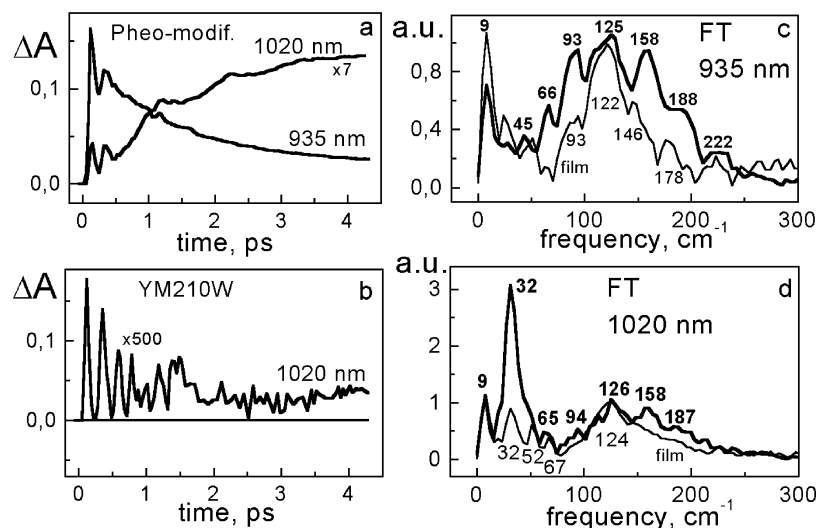 ΔA
Pheo-modif.
a
1020 nm
x7
935 nm
0,1
0,0
0 1 2 3 4
time, ps
ΔA
YM210W
b
x500
1020 nm
0,1
0,0
0 1 2 3 4
time, ps
a.u.
9
125
FT
c
935 nm
93
158
66
188
45
222
122
93
146
178
film
0,8
0,4
0,0
0 100 200 300
frequency, cm-1
a.u.
32
FT
d
1020 nm
9
126
158
187
65
94
124
32
52
67
film
3
2
1
0
0 100 200 300
frequency, cm-1